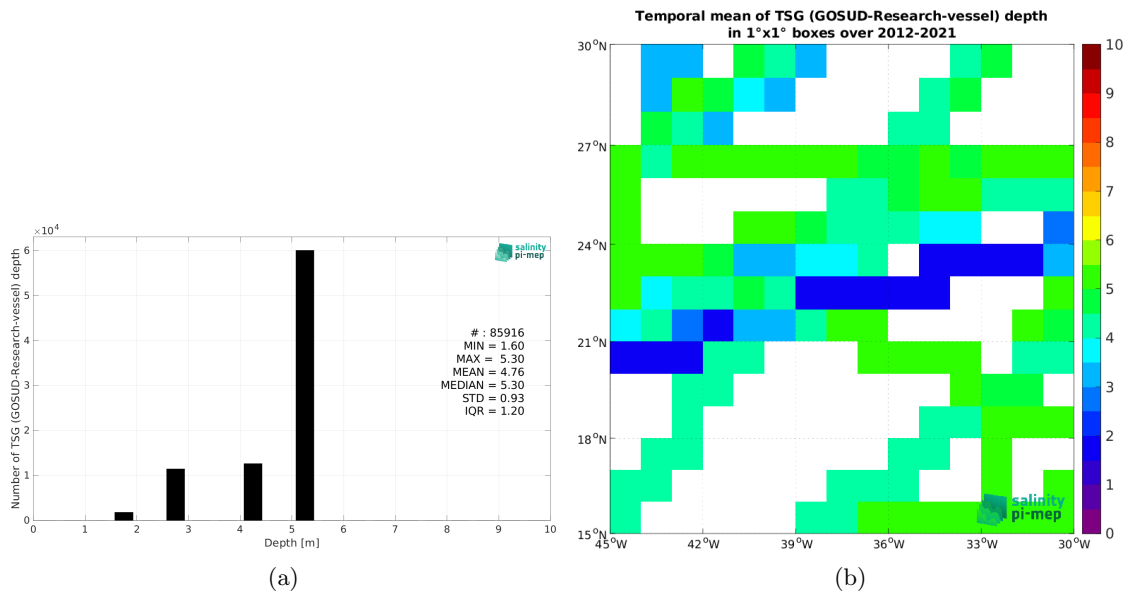 ×10⁴
Number of TSG (GOSUD-Research-vessel) depth
6
5
4
3
2
1
0
0 1 2 3 4 5 6 7 8 9 10
Depth [m]
salinity
pi-mep
# : 85916
MIN = 1.60
MAX = 5.30
MEAN = 4.76
MEDIAN = 5.30
STD = 0.93
IQR = 1.20
(a)
Temporal mean of TSG (GOSUD-Research-vessel) depth
in 1°x1° boxes over 2012-2021
30°N
27°N
24°N
21°N
18°N
15°N
45°W 42°W 39°W 36°W 33°W 30°W
salinity
pi-mep
10
9
8
7
6
5
4
3
2
1
0
(b)